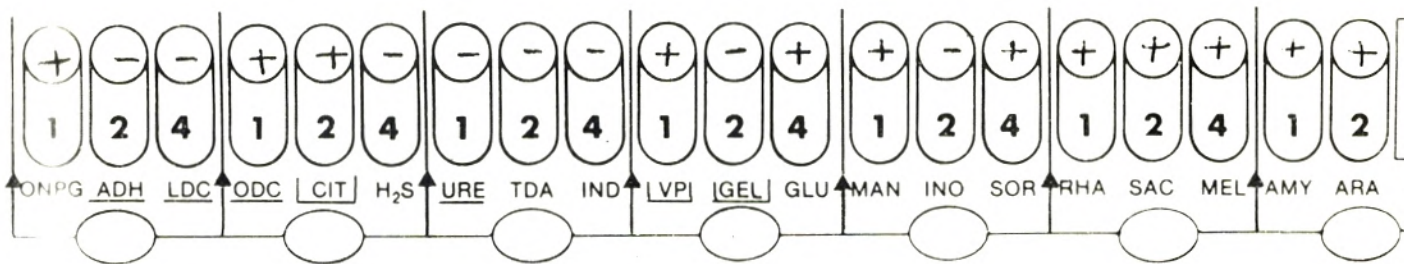 + − − + + − − − − + − + + − + + + + + +
1 2 4 1 2 4 1 2 4 1 2 4 1 2 4 1 2 4 1 2
ONPG ADH LDC ODC CIT H₂S URE TDA IND VP GEL GLU MAN INO SOR RHA SAC MEL AMY ARA